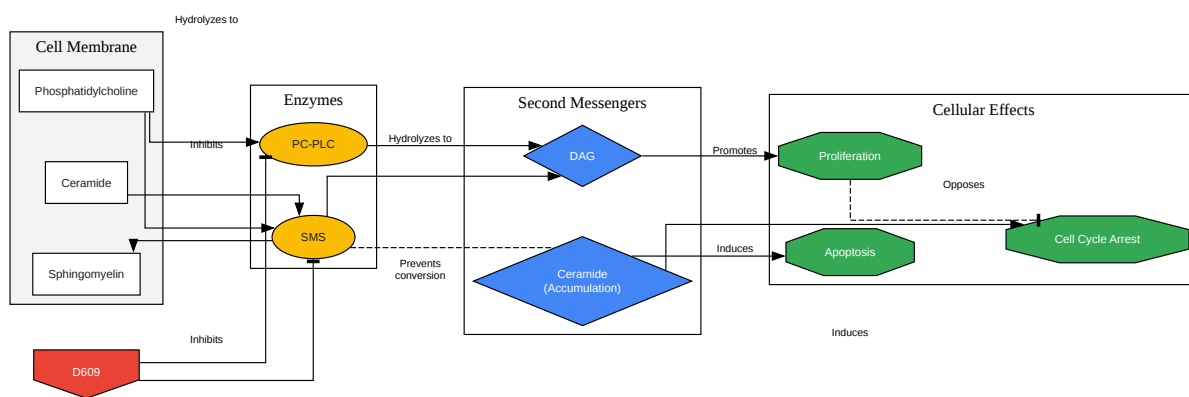 Hydrolyzes to
Cell Membrane
Phosphatidylcholine
Ceramide
Sphingomyelin
D609
Inhibits
Inhibits
Enzymes
PC-PLC
SMS
Hydrolyzes to
Prevents
conversion
Second Messengers
DAG
Ceramide
(Accumulation)
Promotes
Induces
Cellular Effects
Proliferation
Opposes
Cell Cycle Arrest
Apoptosis
Induces